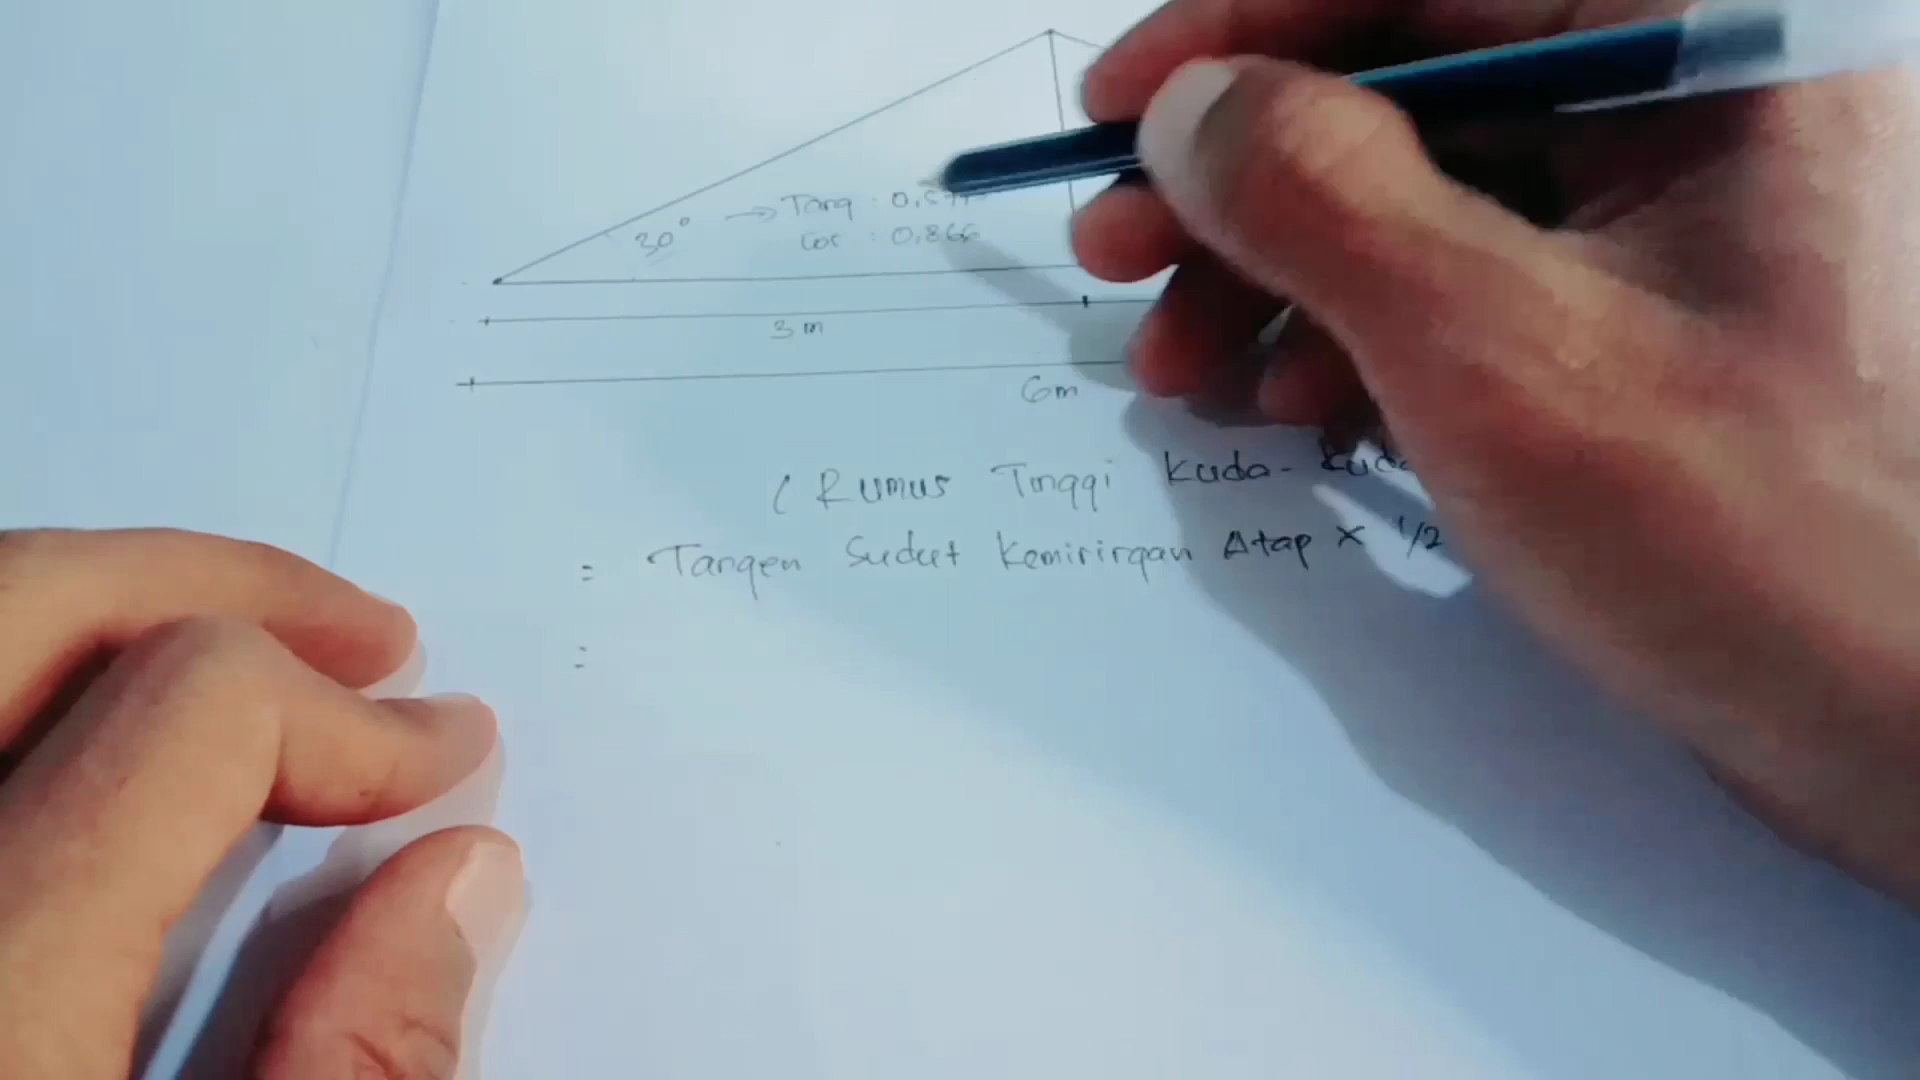 30° → Tang : 0,577
Cos : 0,866
3 m
6m
( Rumus Tinggi Kuda - Kuda
= Tangen Sudut Kemiringan Atap x 1/2
=